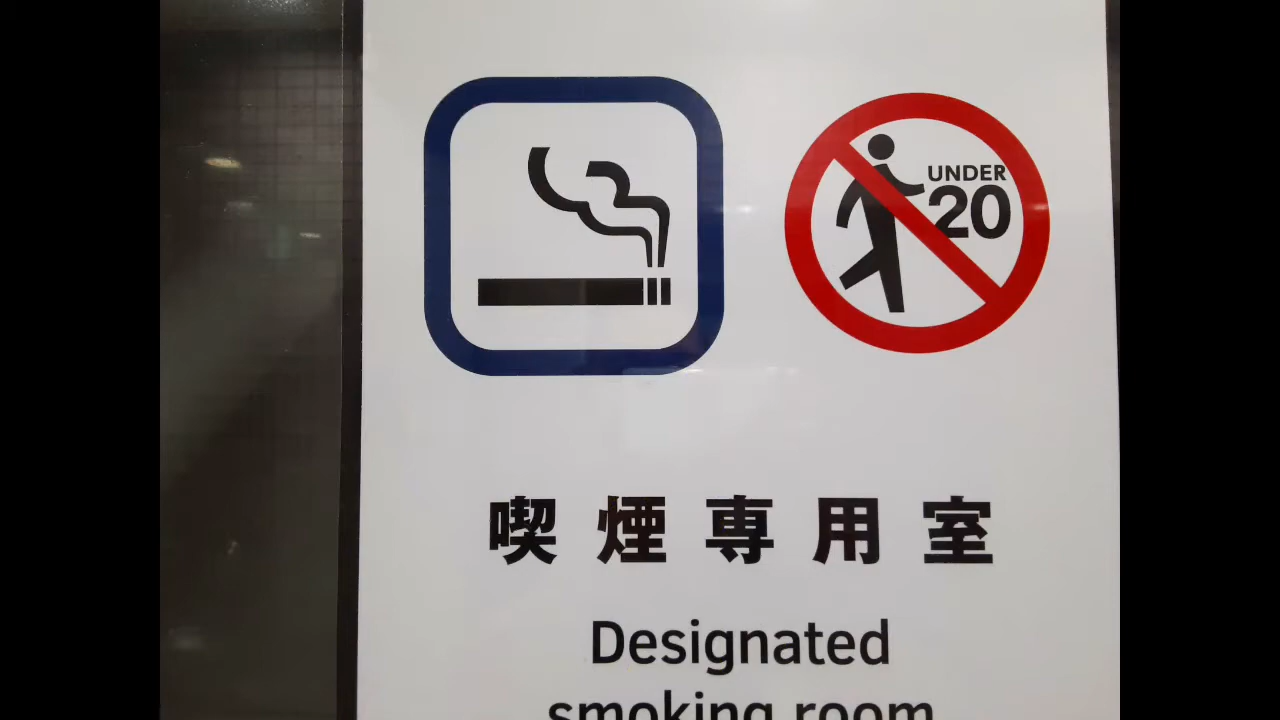 UNDER
20
喫煙専用室
Designated
smoking room